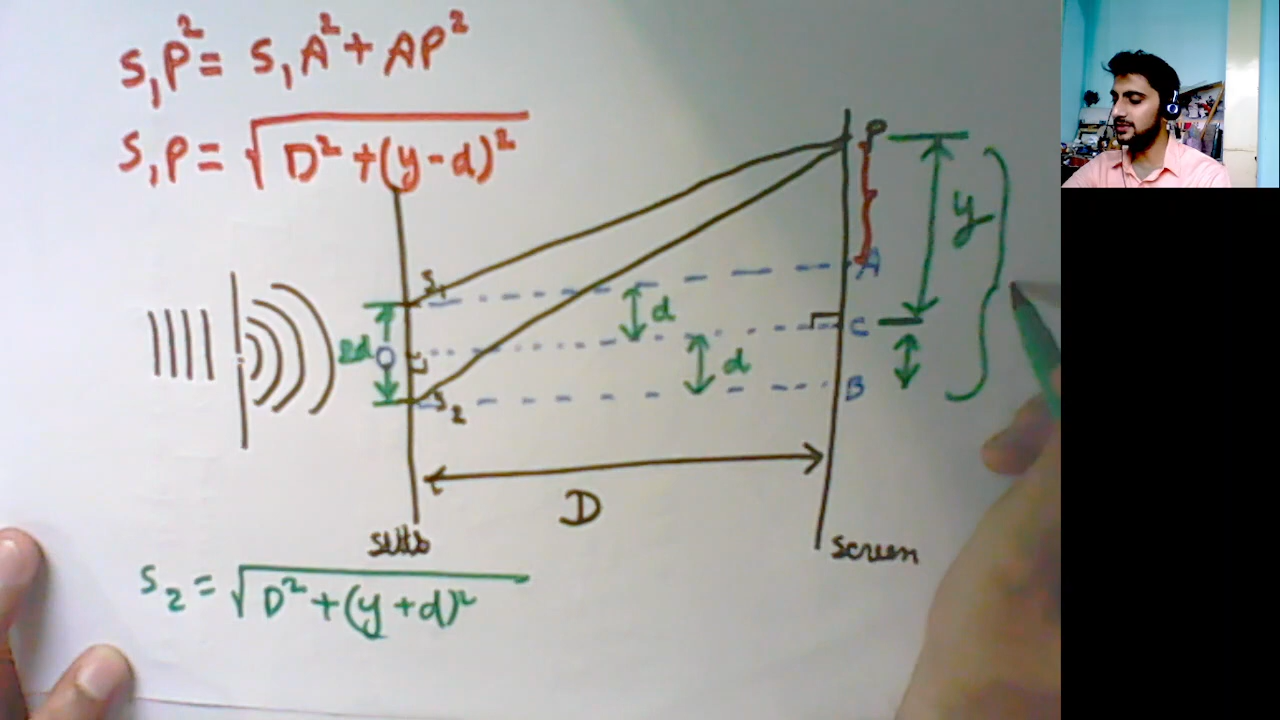 S₁P² = S₁A² + AP²
S₁P = √D² + (y - d)²
P
y
A
S₁
d
C
2d
O
d
B
S₂
D
slits
screen
S₂ = √D² + (y + d)²